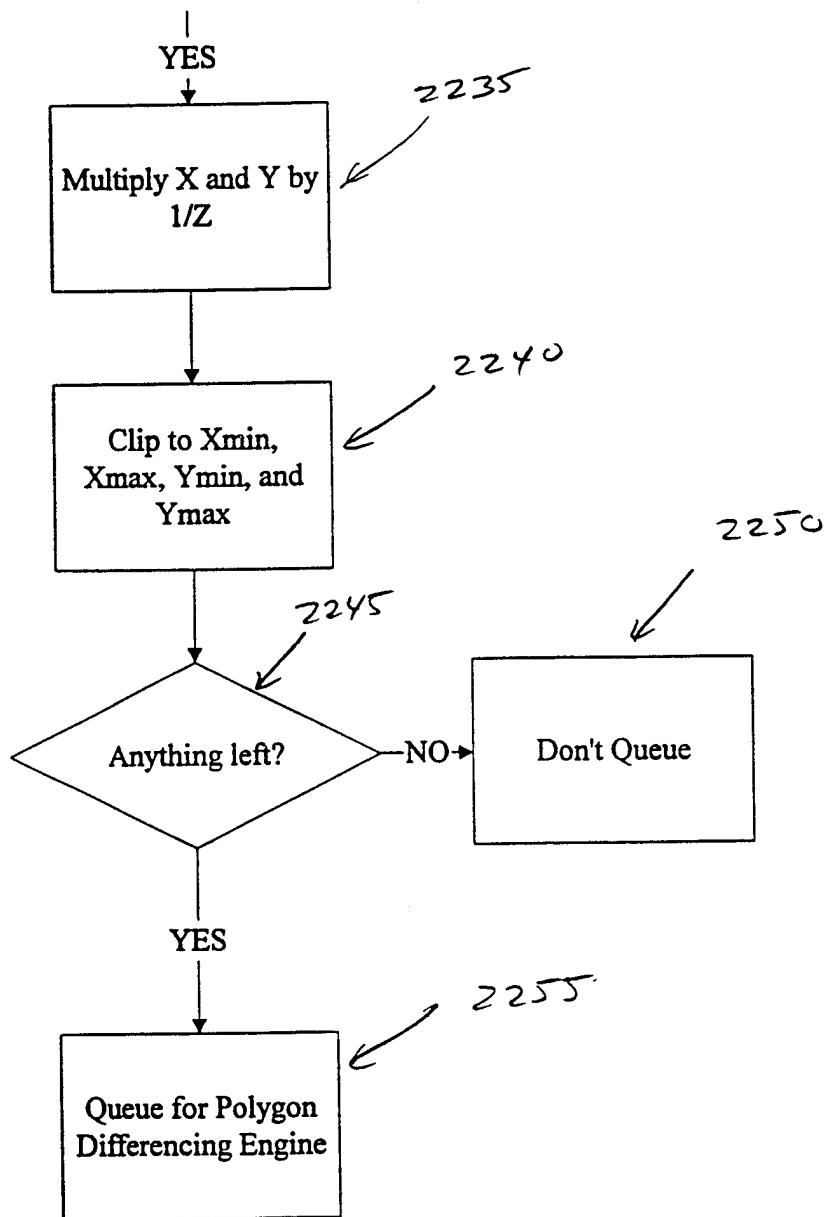 YES
2235
Multiply X and Y by
1/Z
2240
Clip to Xmin,
Xmax, Ymin, and
Ymax
2250
2245
Anything left?
NO
Don't Queue
YES
2255
Queue for Polygon
Differencing Engine